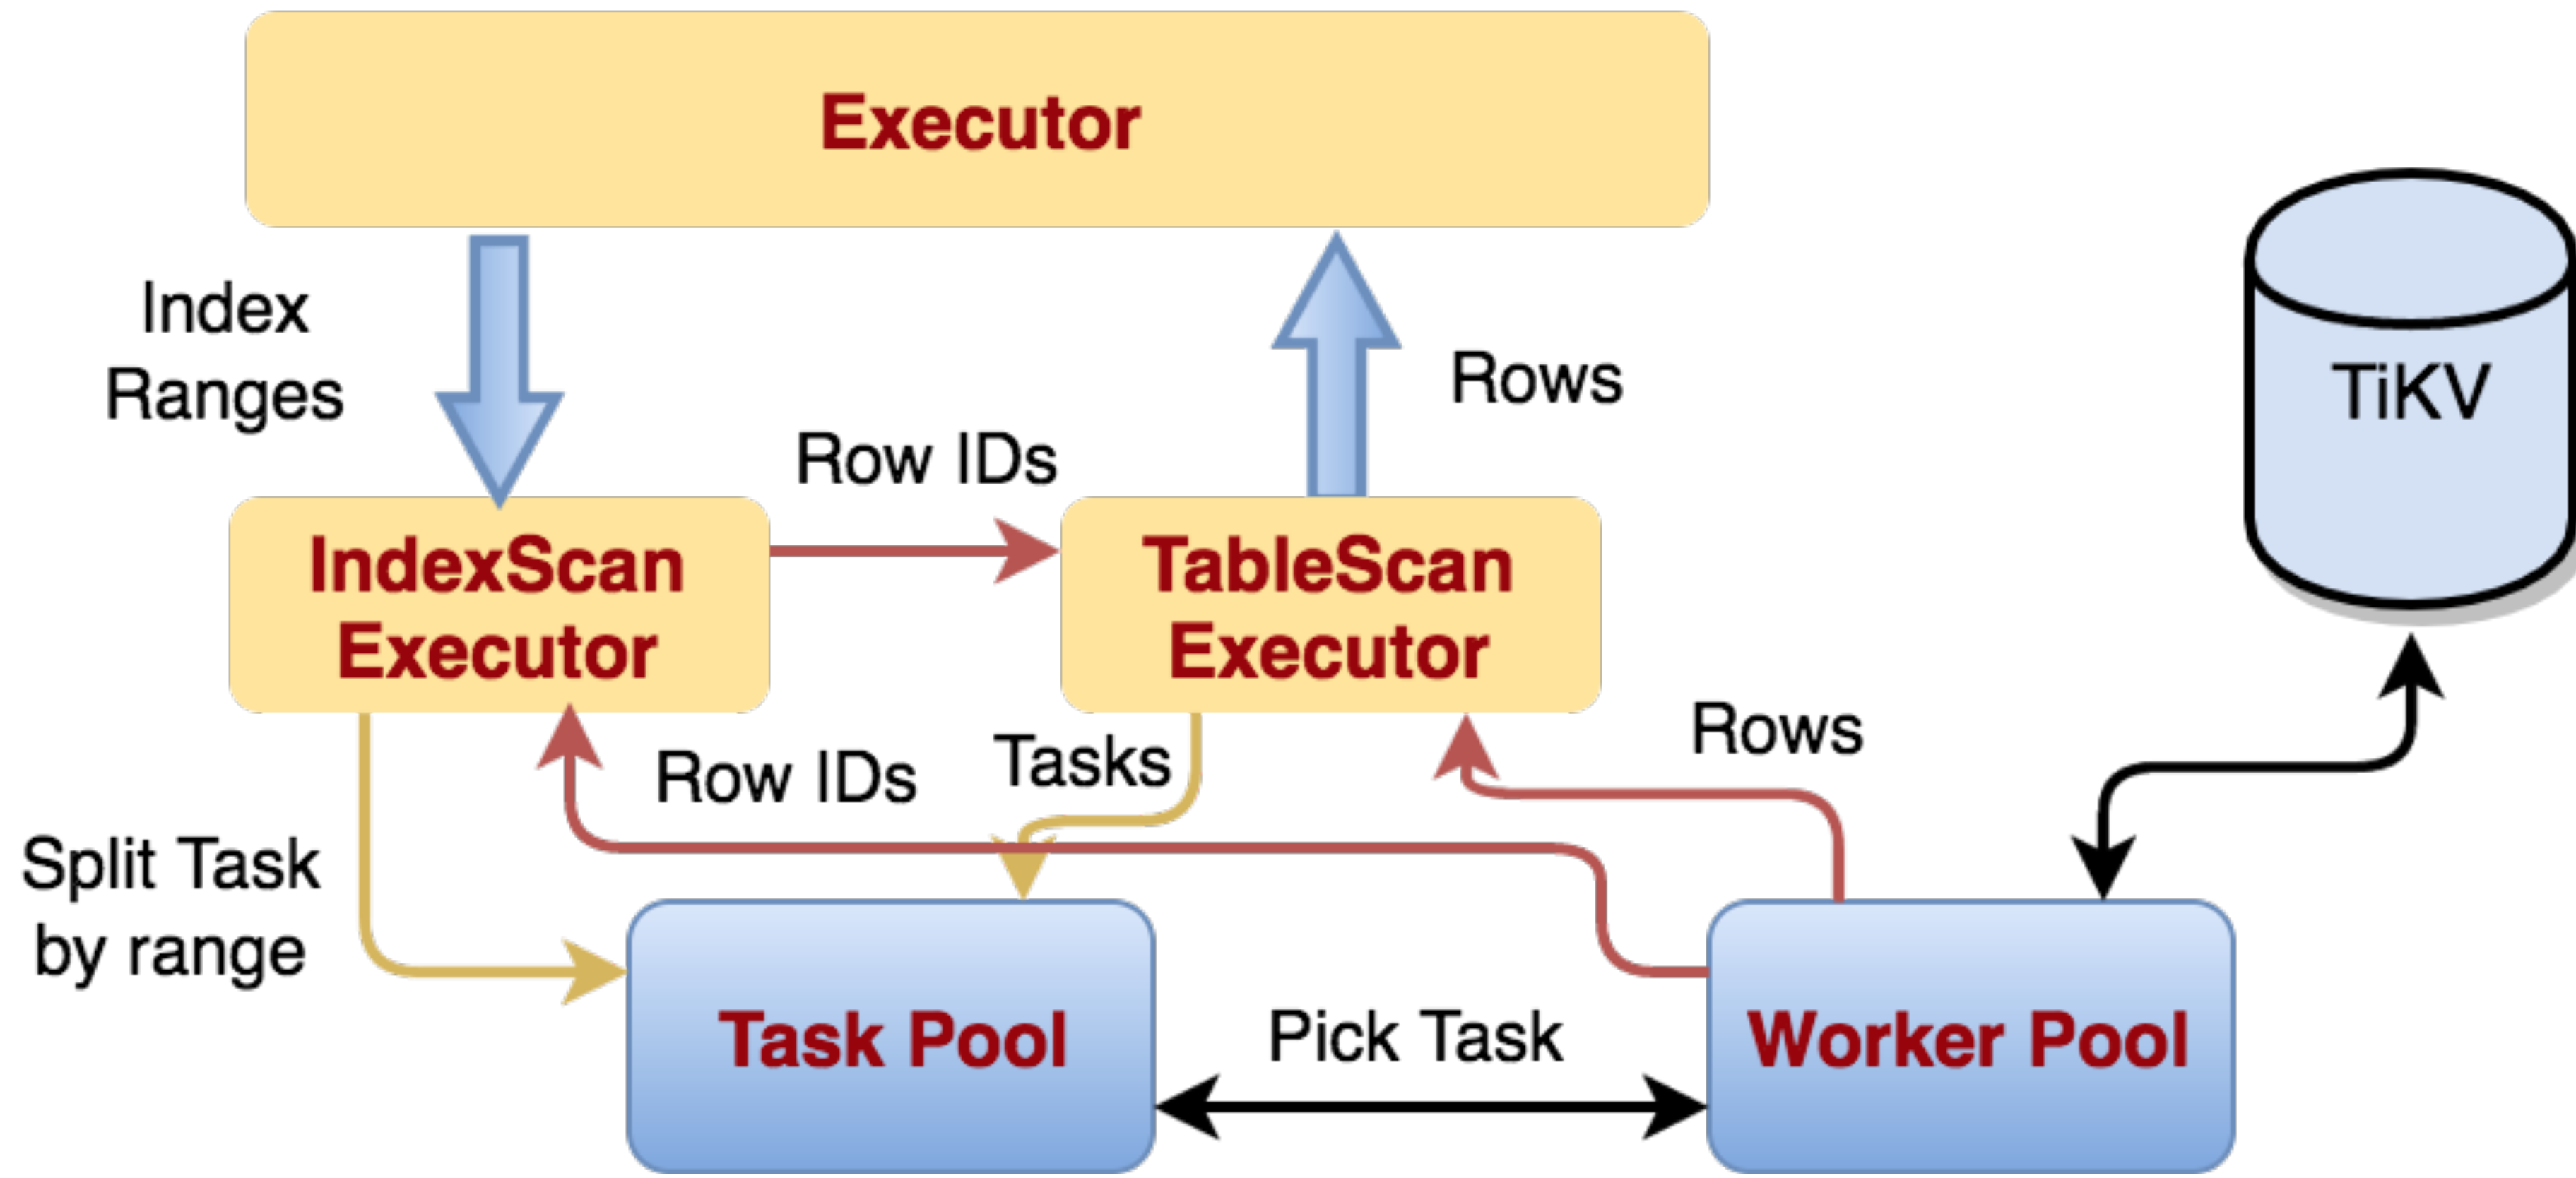 Executor
Index
Ranges
Rows
TiKV
Row IDs
IndexScan
Executor
TableScan
Executor
Rows
Row IDs
Tasks
Split Task
by range
Pick Task
Task Pool
Worker Pool